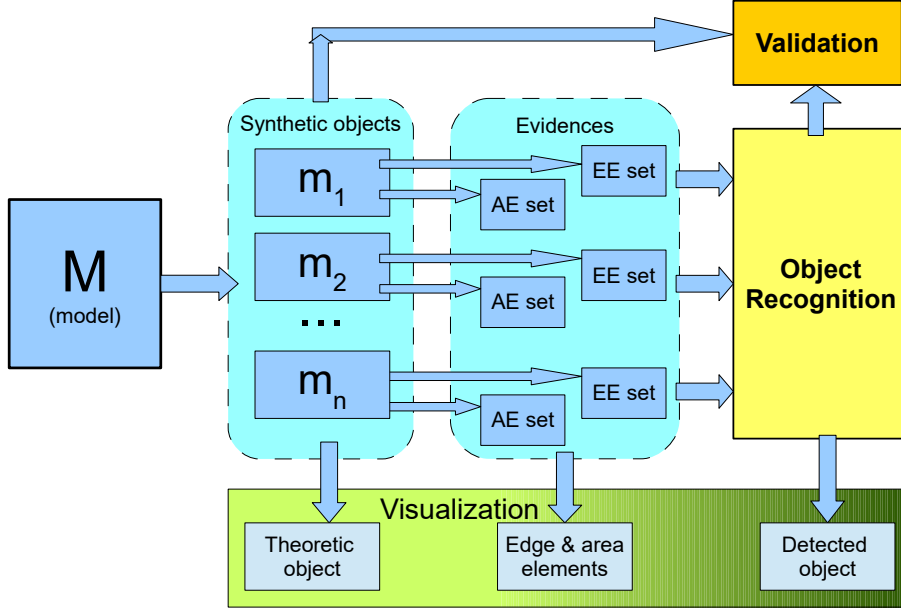 Validation
Synthetic objects
Evidences
m1
EE set
AE set
M
(model)
m2
EE set
AE set
Object
Recognition
...
mn
EE set
AE set
Visualization
Theoretic
object
Edge & area
elements
Detected
object